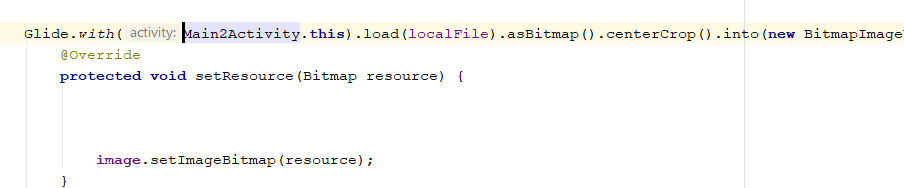 Glide.with( activity: Main2Activity.this).load(localFile).asBitmap().centerCrop().into(new BitmapImage
@Override
protected void setResource(Bitmap resource) {
image.setImageBitmap(resource);
}